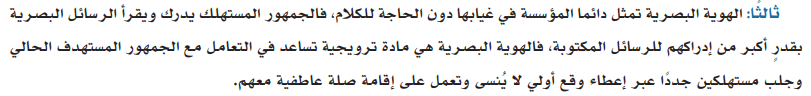 ثالثًا: الهوية البصرية تمثل دائما المؤسسة في غيابها دون الحاجة للكلام، فالجمهور المستهلك يدرك ويقرأ الرسائل البصرية
بقدرٍ أكبر من إدراكهم للرسائل المكتوبة، فالهوية البصرية هي مادة ترويجية تساعد في التعامل مع الجمهور المستهدف الحالي
وجلب مستهلكين جددًا عبر إعطاء وقع أولي لا يُنسى وتعمل على إقامة صلة عاطفية معهم.